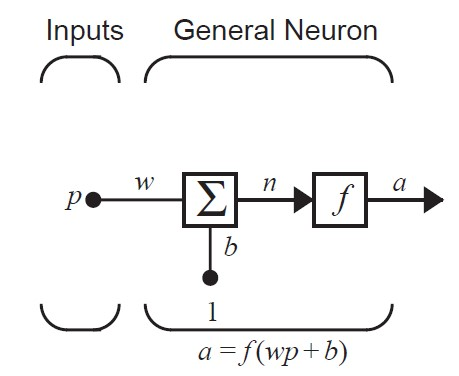 Inputs General Neuron
p w Σ n f a
b
1
a = f(wp + b)